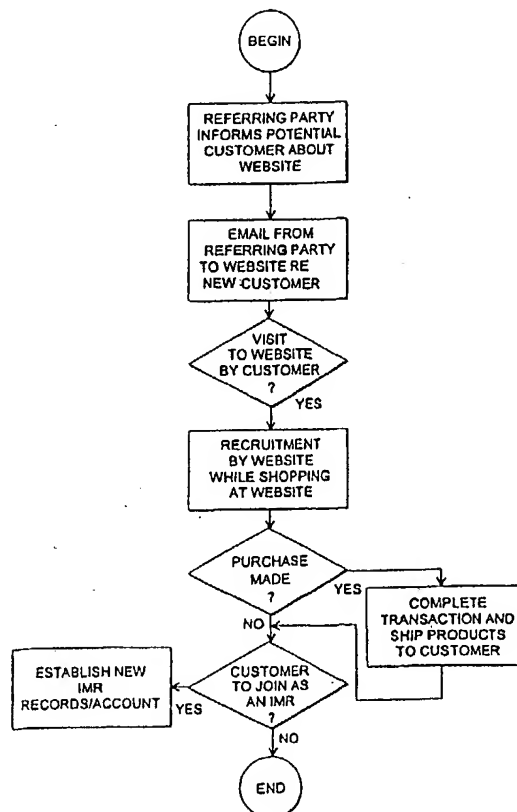 BEGIN
REFERRING PARTY
INFORMS POTENTIAL
CUSTOMER ABOUT
WEBSITE
EMAIL FROM
REFERRING PARTY
TO WEBSITE RE
NEW CUSTOMER
VISIT
TO WEBSITE
BY CUSTOMER
?
YES
RECRUITMENT
BY WEBSITE
WHILE SHOPPING
AT WEBSITE
PURCHASE
MADE
?
YES
NO
COMPLETE
TRANSACTION AND
SHIP PRODUCTS
TO CUSTOMER
CUSTOMER
TO JOIN AS
AN IMR
?
YES
ESTABLISH NEW
IMR
RECORDS/ACCOUNT
NO
END